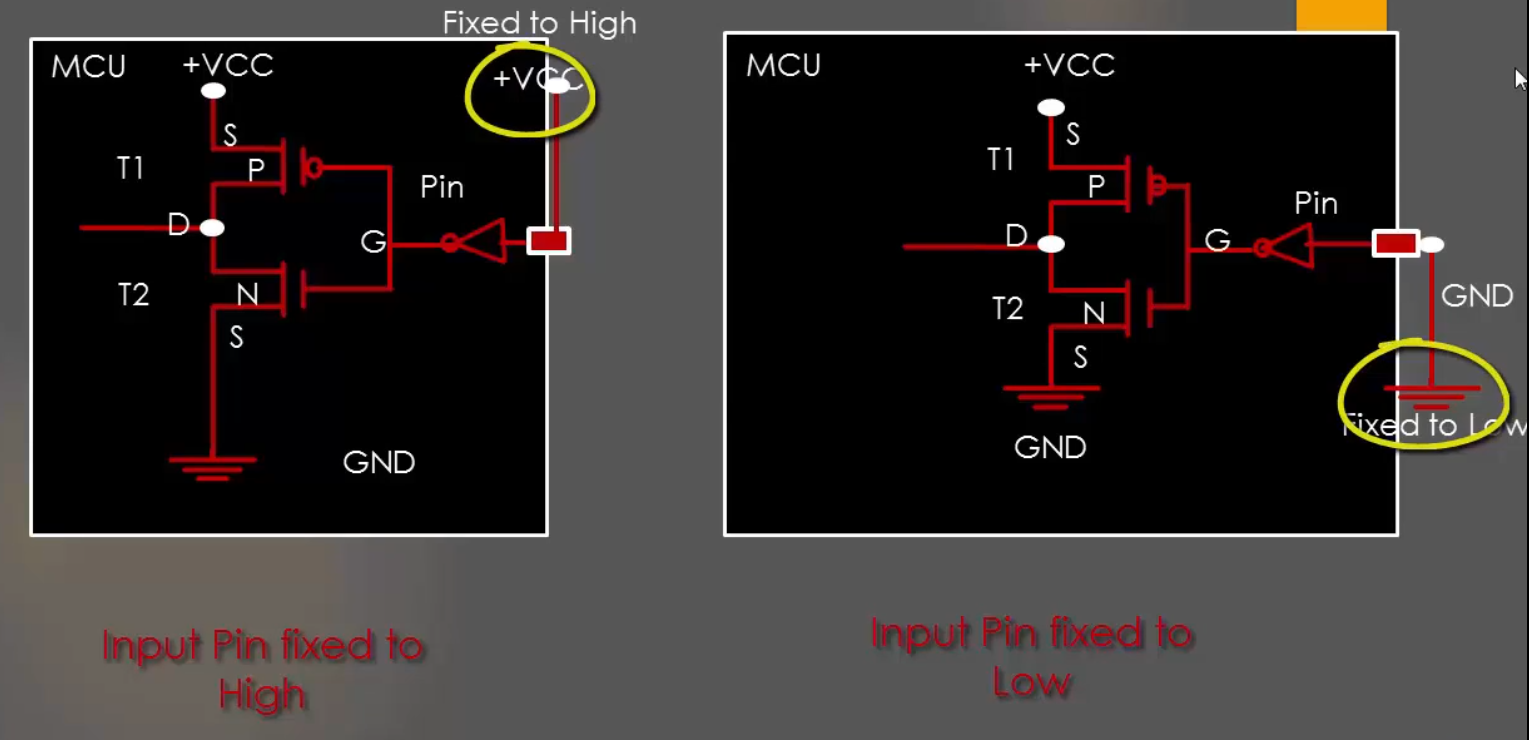 Fixed to High
MCU
+VCC
+VCC
S
T1
P
Pin
D
G
T2
N
S
GND
Input Pin fixed to
High
MCU
+VCC
S
T1
P
Pin
D
G
GND
T2
N
S
Fixed to Low
GND
Input Pin fixed to
Low